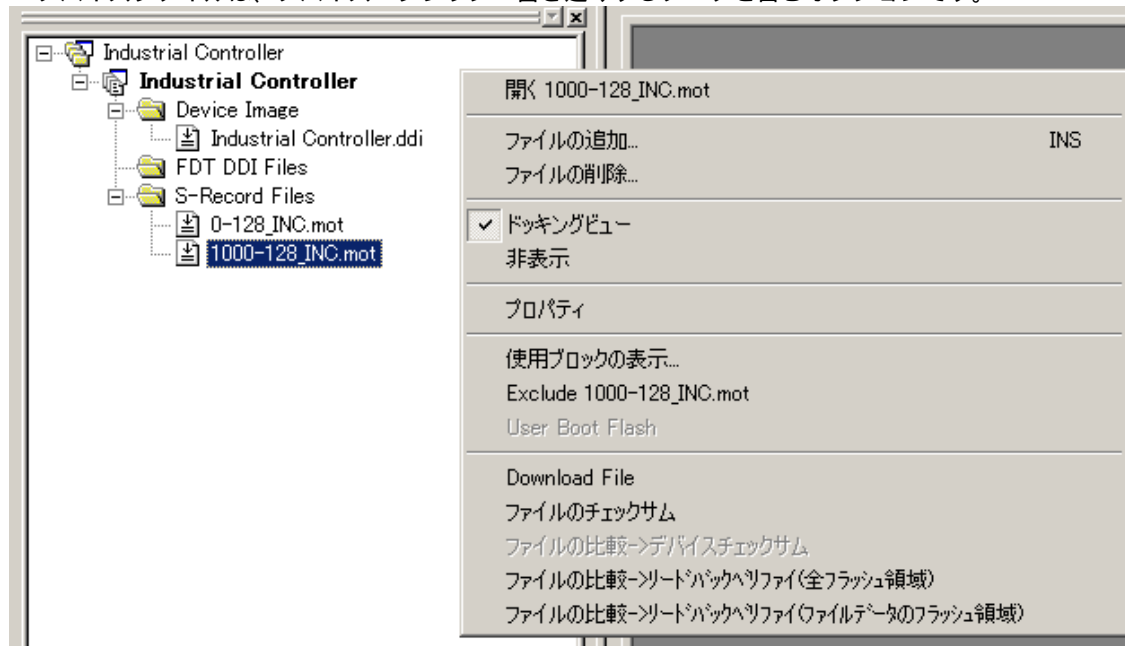 Industrial Controller
Industrial Controller
Device Image
Industrial Controller.ddi
FDT DDI Files
S-Record Files
0-128_INC.mot
1000-128_INC.mot
開く 1000-128_INC.mot
ファイルの追加... INS
ファイルの削除...
ドッキングビュー
非表示
プロパティ
使用ブロックの表示...
Exclude 1000-128_INC.mot
User Boot Flash
Download File
ファイルのチェックサム
ファイルの比較->デバイスチェックサム
ファイルの比較->リードバックベリファイ(全フラッシュ領域)
ファイルの比較->リードバックベリファイ(ファイルデータのフラッシュ領域)